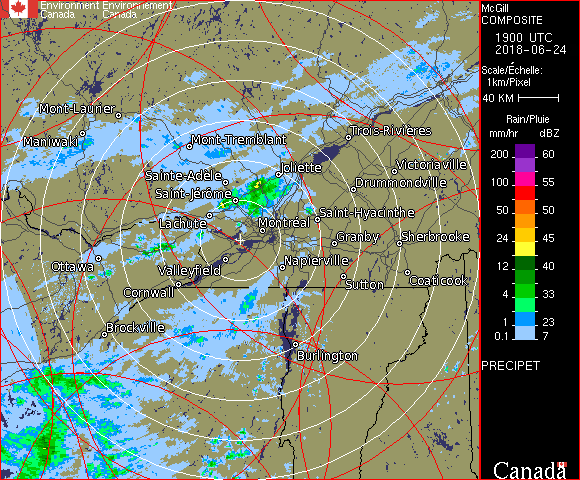 Environment Environnement
Canada Canada
McGill
COMPOSITE
1900 UTC
2018-06-24
Scale/Échelle:
1km/Pixel
40 KM
Rain/Pluie
mm/hr dBZ
200 60
100 55
50 50
24 45
12 40
4 33
1 23
0.1 7
PRECIPET
Canada
Mont-Laurier
Maniwaki
Mont-Tremblant
Trois-Rivières
Joliette
Victoriaville
Sainte-Adèle
Drummondville
Saint-Jérôme
Saint-Hyacinthe
Lachute
Montréal
Granby
Sherbrooke
Ottawa
Valleyfield
Napierville
Sutton
Coaticook
Cornwall
Brockville
Burlington